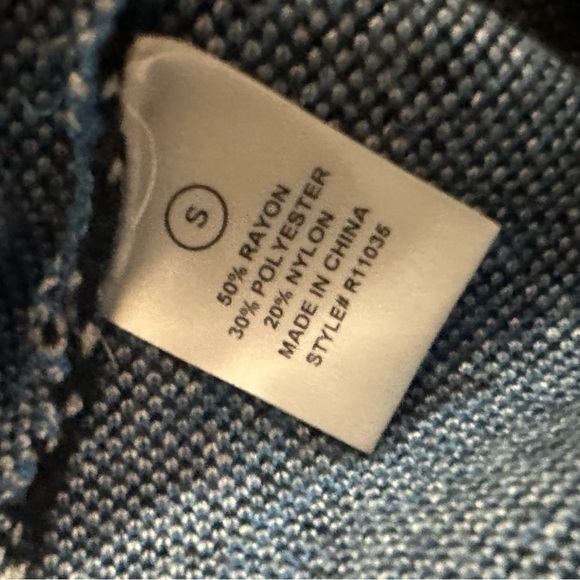 S
50% RAYON
30% POLYESTER
20% NYLON
MADE IN CHINA
STYLE# R11035